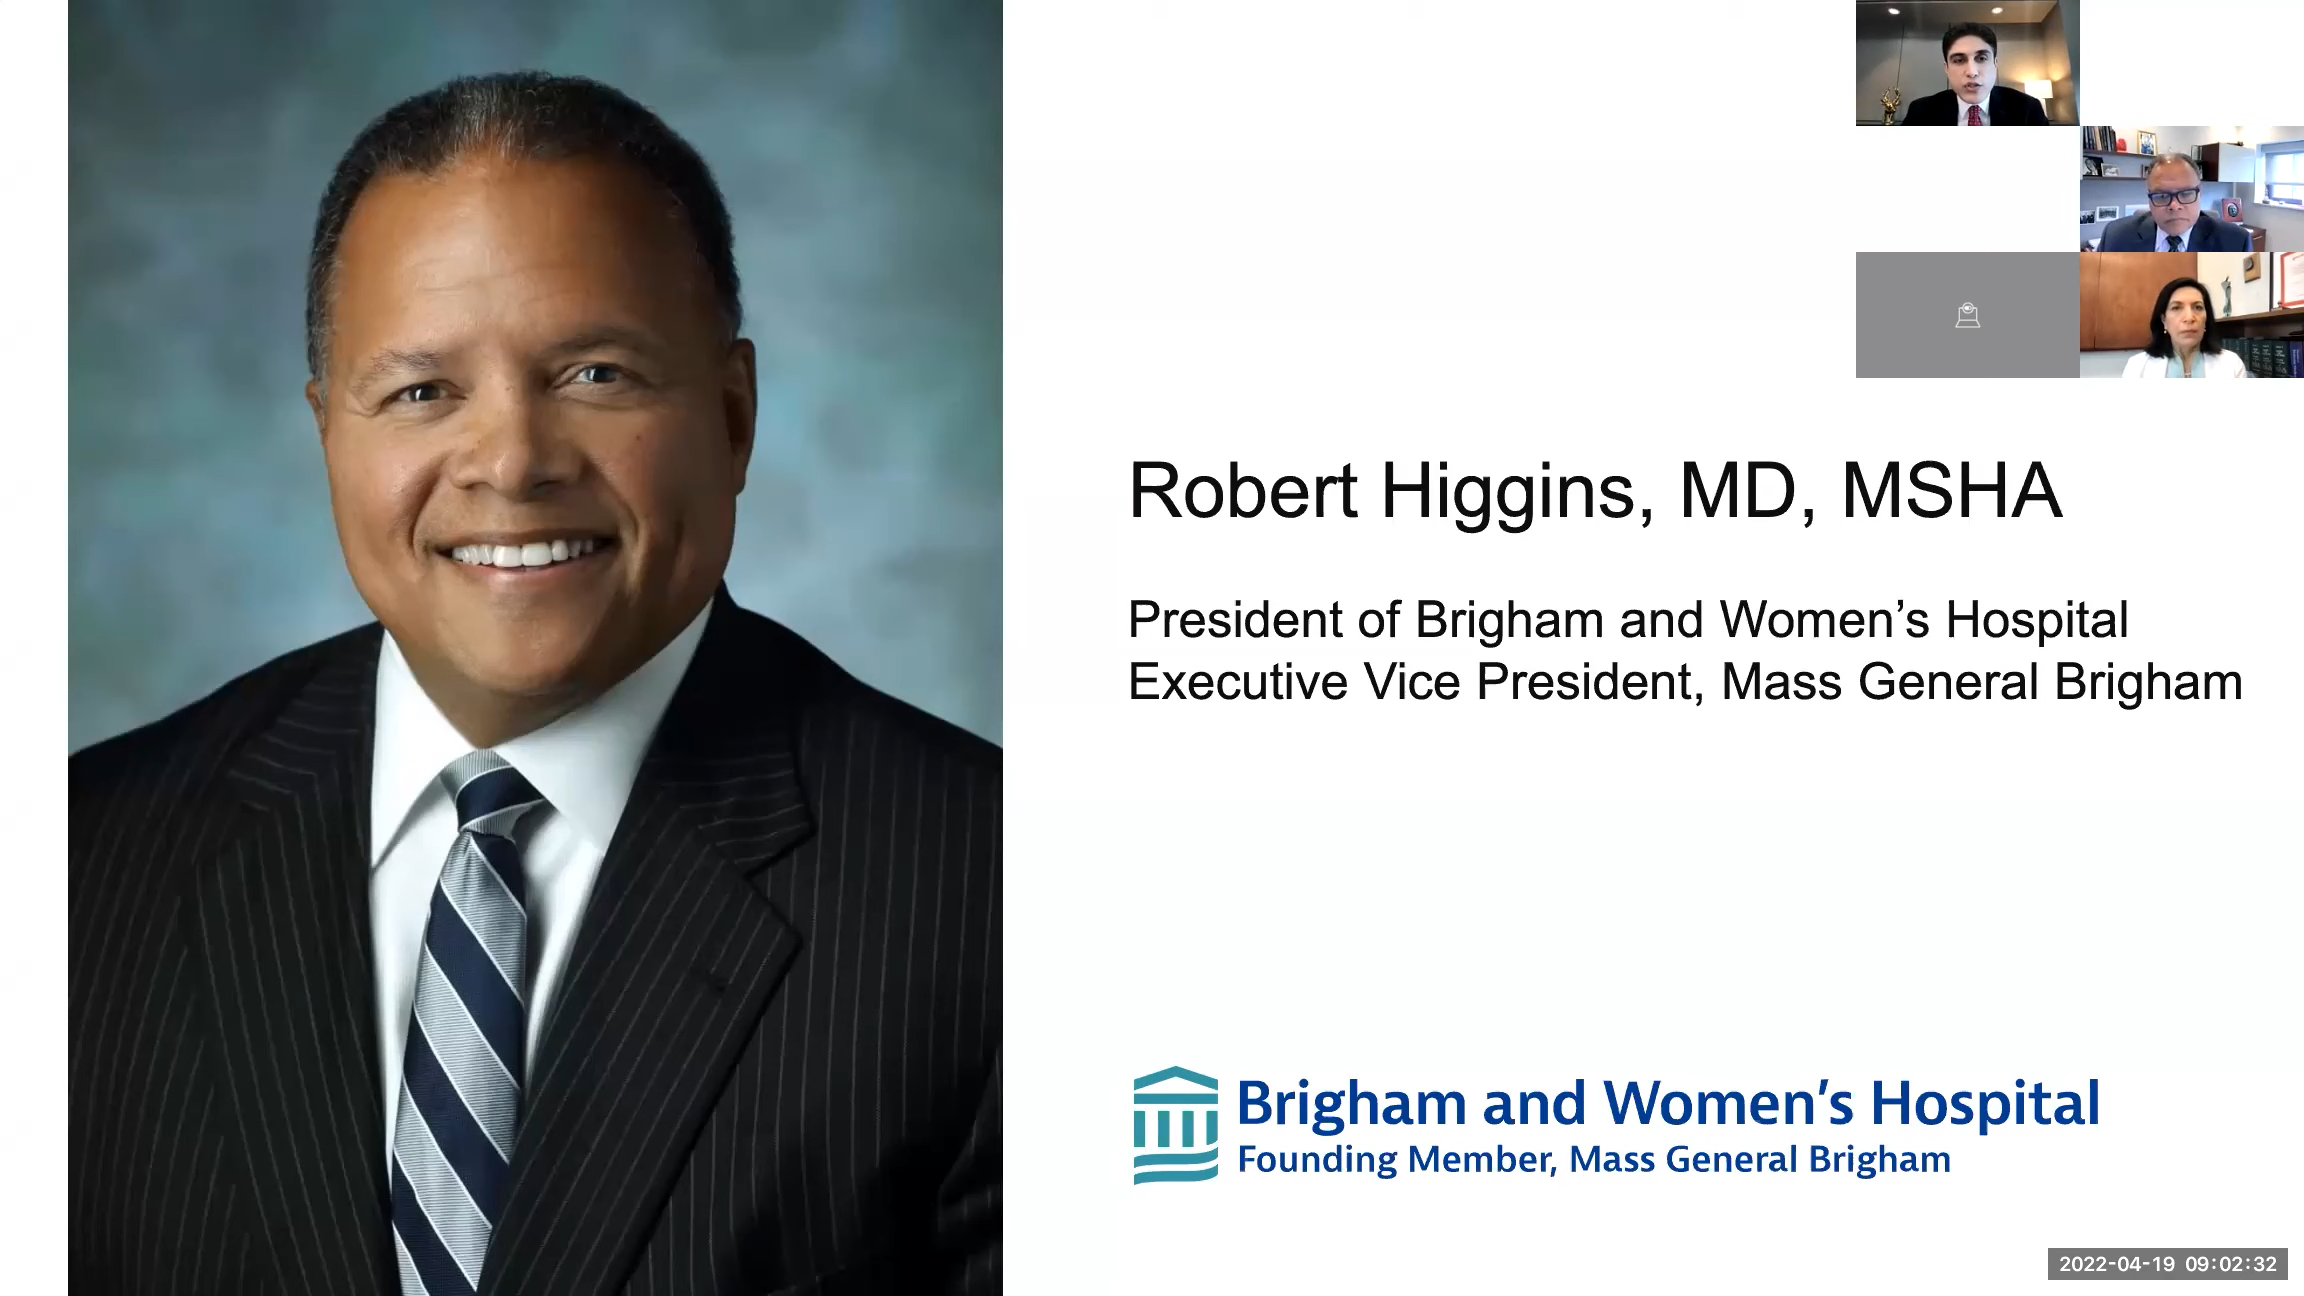 Robert Higgins, MD, MSHA
President of Brigham and Women’s Hospital
Executive Vice President, Mass General Brigham
Brigham and Women’s Hospital
Founding Member, Mass General Brigham
2022-04-19 09:02:32